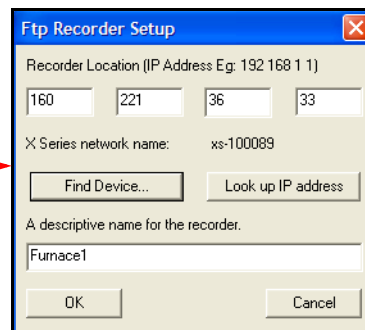 Ftp Recorder Setup
Recorder Location (IP Address Eg: 192 168 1 1)
160 221 36 33
X Series network name: xs-100089
Find Device... Look up IP address
A descriptive name for the recorder.
Furnace1
OK Cancel